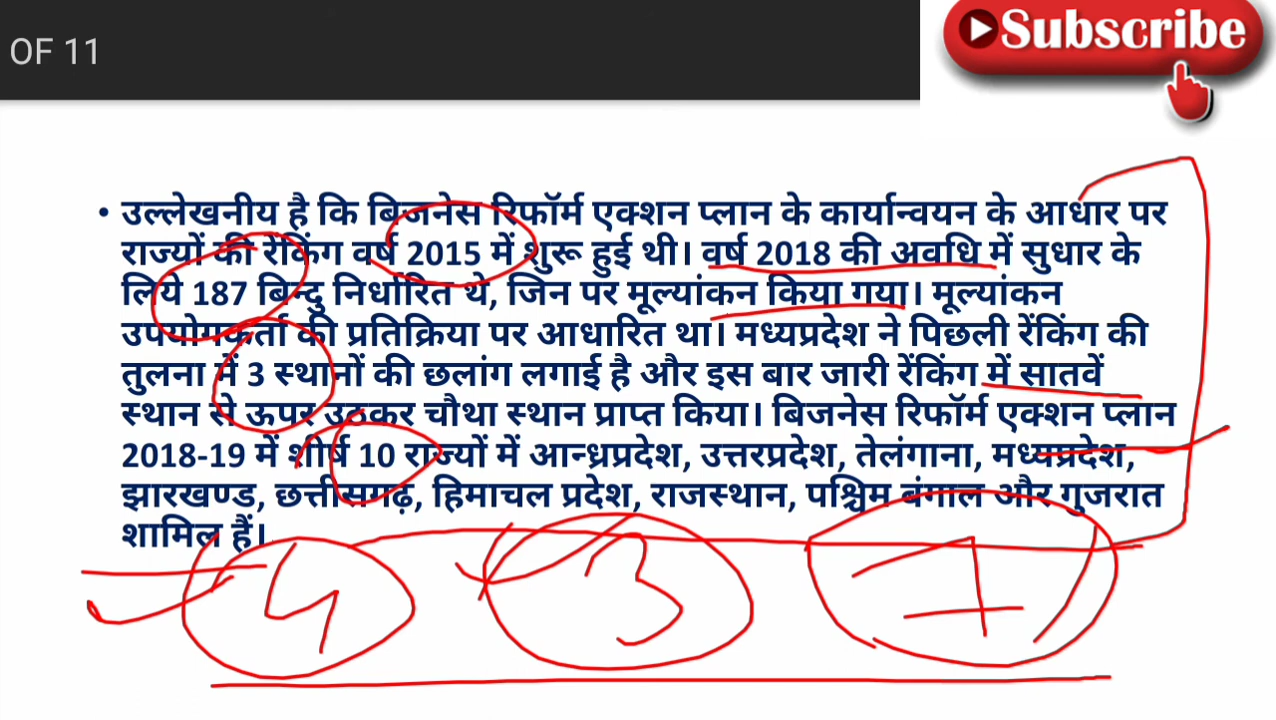 OF 11
Subscribe
• उल्लेखनीय है कि बिजनेस रिफॉर्म एक्शन प्लान के कार्यान्वयन के आधार पर
राज्यों की रेंकिंग वर्ष 2015 में शुरू हुई थी। वर्ष 2018 की अवधि में सुधार के
लिये 187 बिन्दु निर्धारित थे, जिन पर मूल्यांकन किया गया। मूल्यांकन
उपयोगकर्ता की प्रतिक्रिया पर आधारित था। मध्यप्रदेश ने पिछली रेंकिंग की
तुलना में 3 स्थानों की छलांग लगाई है और इस बार जारी रेंकिंग में सातवें
स्थान से ऊपर उठकर चौथा स्थान प्राप्त किया। बिजनेस रिफॉर्म एक्शन प्लान
2018-19 में शीर्ष 10 राज्यों में आन्ध्रप्रदेश, उत्तरप्रदेश, तेलंगाना, मध्यप्रदेश,
झारखण्ड, छत्तीसगढ़, हिमाचल प्रदेश, राजस्थान, पश्चिम बंगाल और गुजरात
शामिल हैं।
4 3 7